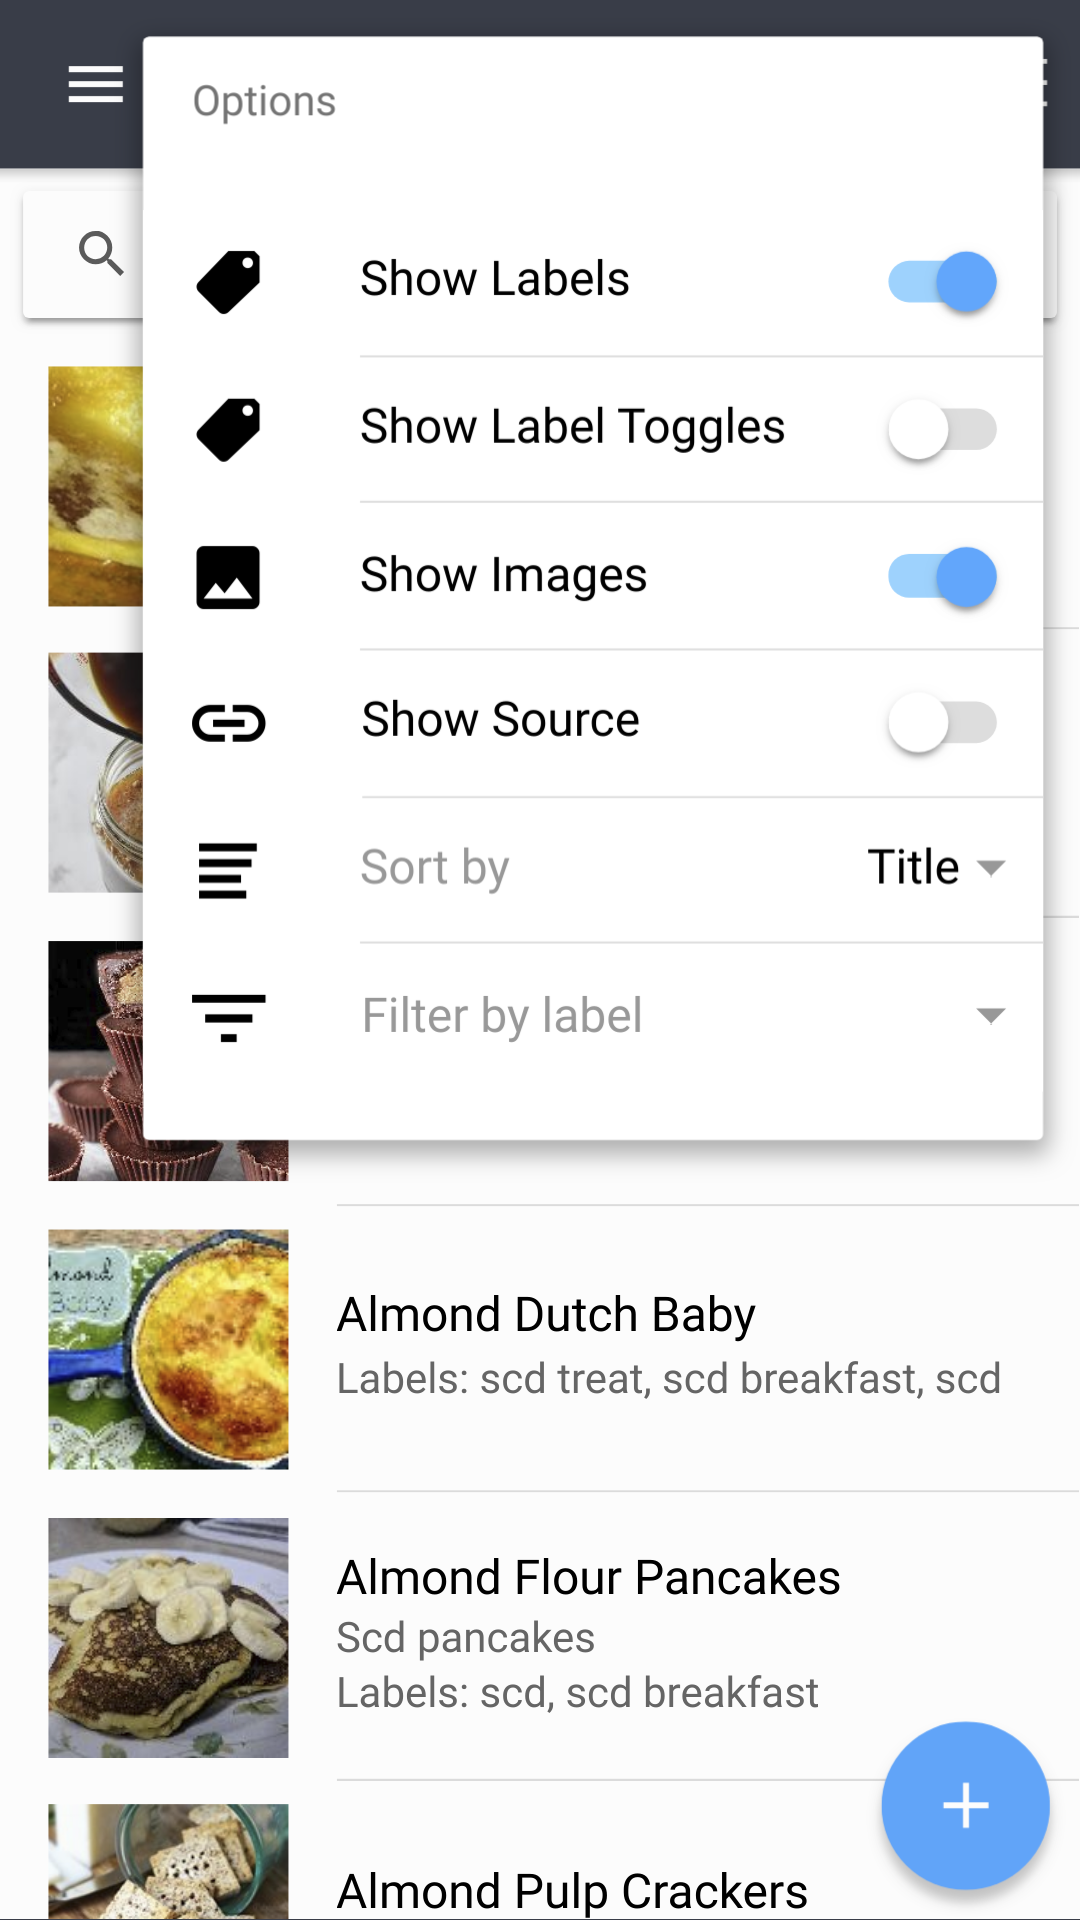 Options
Show Labels
Show Label Toggles
Show Images
Show Source
Sort by Title
Filter by label
Almond Dutch Baby
Labels: scd treat, scd breakfast, scd
Almond Flour Pancakes
Scd pancakes
Labels: scd, scd breakfast
Almond Pulp Crackers